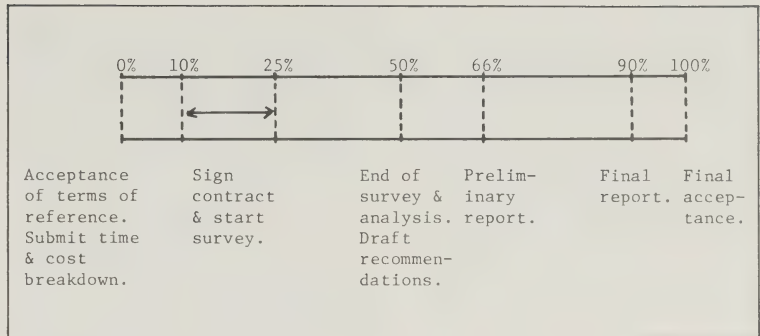 0% 10% 25% 50% 66% 90% 100%
Acceptance
of terms of
reference.
Submit time
& cost
breakdown.
Sign
contract
& start
survey.
End of
survey &
analysis.
Draft
recommen-
dations.
Prelim-
inary
report.
Final
report.
Final
accep-
tance.